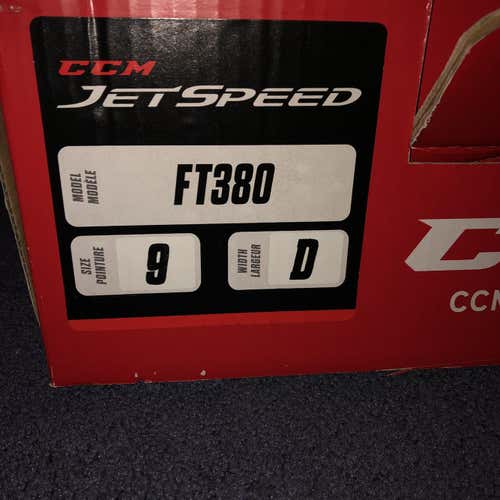 CCM
JETSPEED
MODEL
MODÈLE
FT380
SIZE
POINTURE
9
WIDTH
LARGEUR
D
CCM